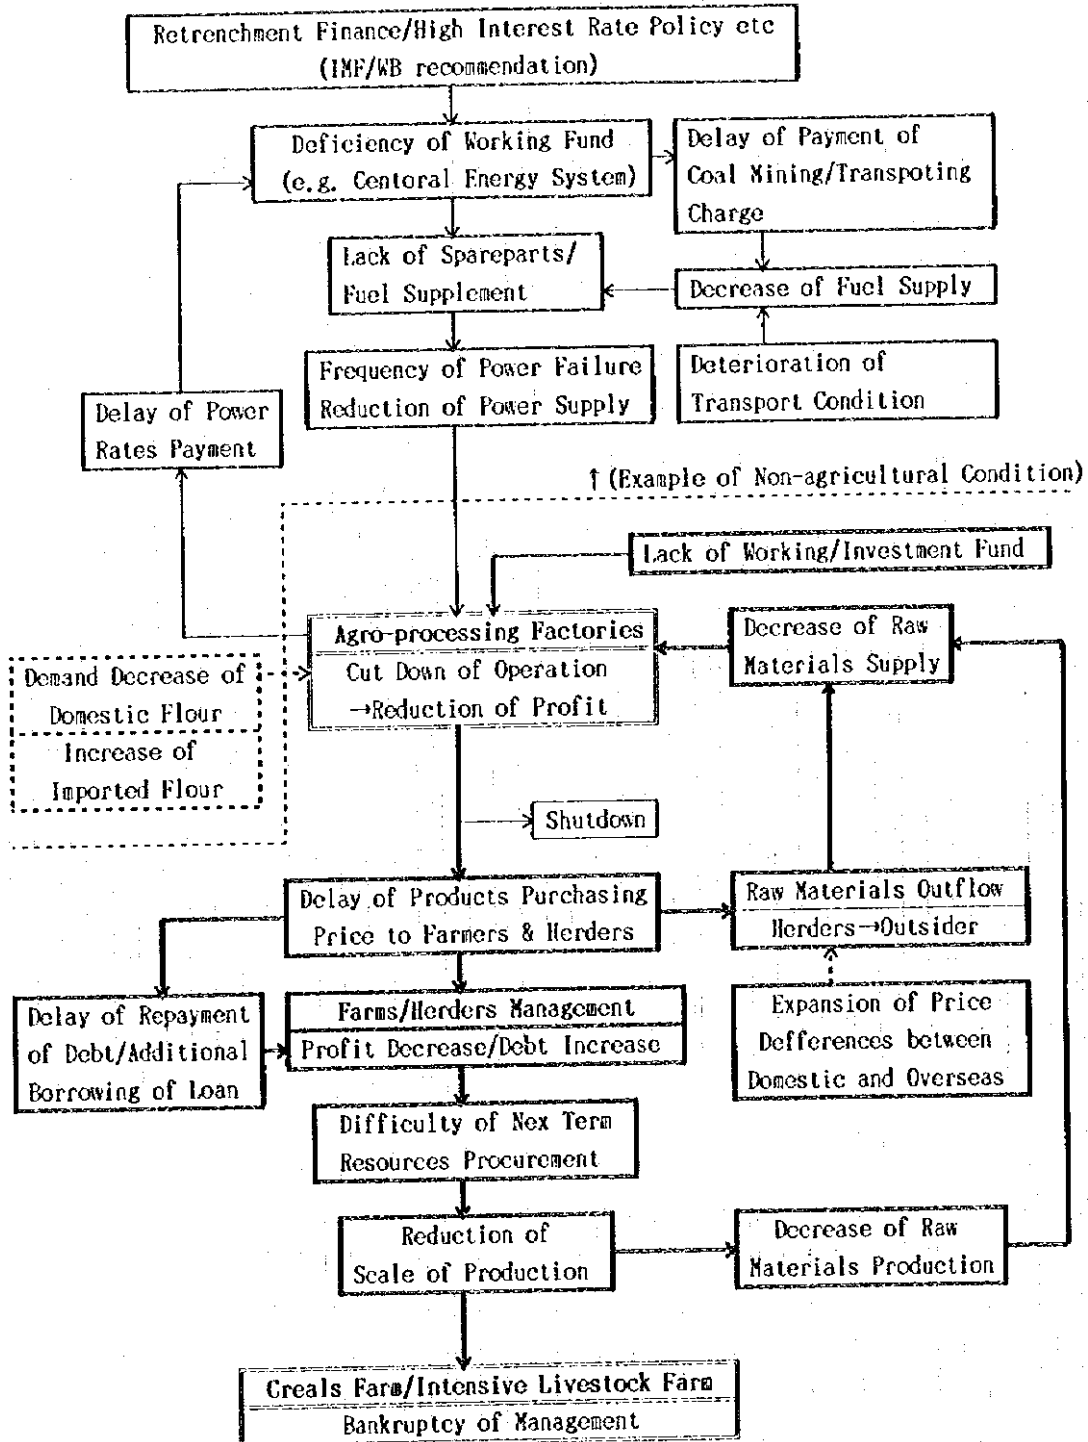 Retrenchment Finance/High Interest Rate Policy etc
(IMF/WB recommendation)
Deficiency of Working Fund
(e.g. Centoral Energy System)
Delay of Payment of
Coal Mining/Transpoting
Charge
Lack of Spareparts/
Fuel Supplement
Decrease of Fuel Supply
Frequency of Power Failure
Reduction of Power Supply
Deterioration of
Transport Condition
Delay of Power
Rates Payment
↑ (Example of Non-agricultural Condition)
Lack of Working/Investment Fund
Agro-processing Factories
Cut Down of Operation
→Reduction of Profit
Decrease of Raw
Materials Supply
Demand Decrease of
Domestic Flour
Increase of
Imported Flour
Shutdown
Delay of Products Purchasing
Price to Farmers & Herders
Raw Materials Outflow
Herders→Outsider
Delay of Repayment
of Debt/Additional
Borrowing of Loan
Farms/Herders Management
Profit Decrease/Debt Increase
Expansion of Price
Defferences between
Domestic and Overseas
Difficulty of Nex Term
Resources Procurement
Reduction of
Scale of Production
Decrease of Raw
Materials Production
Creals Farm/Intensive Livestock Farm
Bankruptcy of Management